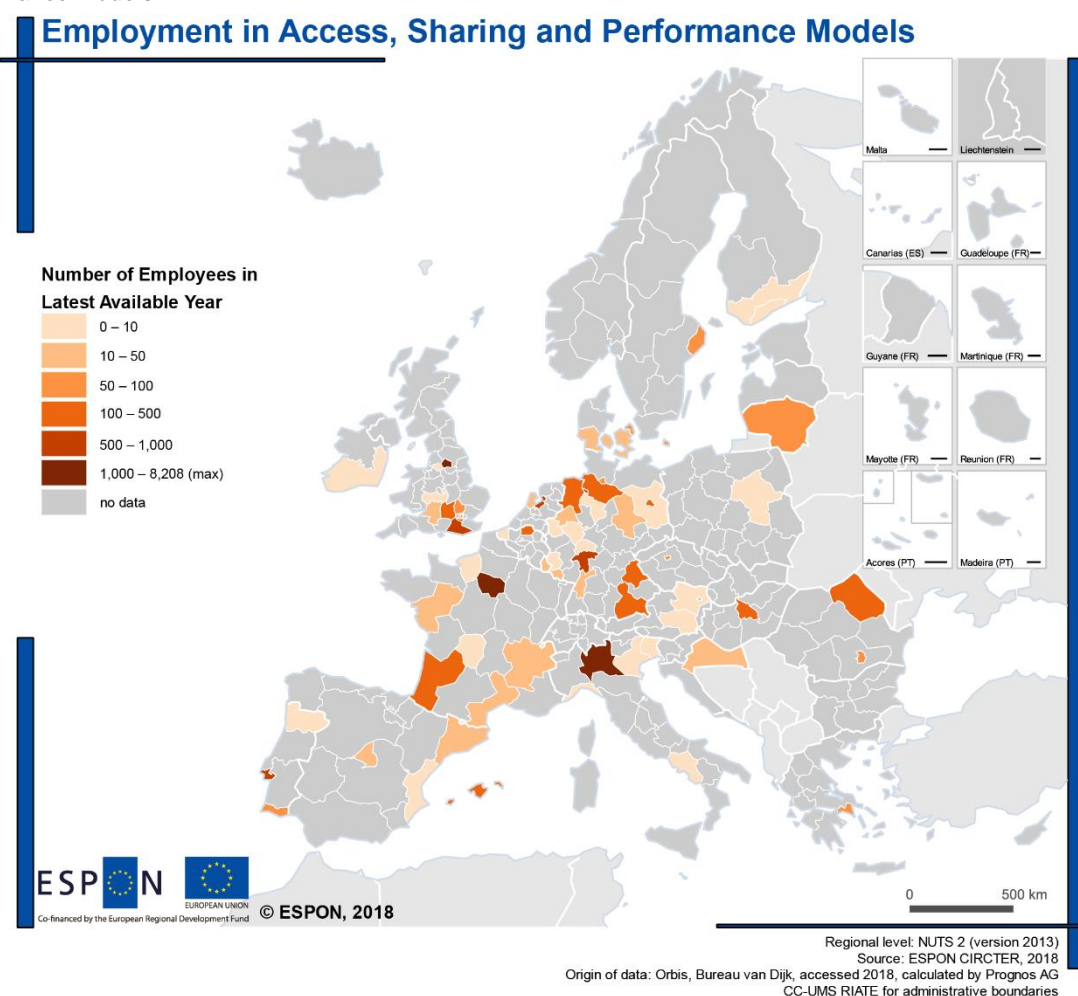 Employment in Access, Sharing and Performance Models
Malta
Liechtenstein
Canarias (ES)
Guadeloupe (FR)
Guyane (FR)
Martinique (FR)
Mayotte (FR)
Reunion (FR)
Acores (PT)
Madeira (PT)
Number of Employees in
Latest Available Year
0 – 10
10 – 50
50 – 100
100 – 500
500 – 1,000
1,000 – 8,208 (max)
no data
ESPON
EUROPEAN UNION
Co-financed by the European Regional Development Fund
© ESPON, 2018
0 500 km
Regional level: NUTS 2 (version 2013)
Source: ESPON CIRCTER, 2018
Origin of data: Orbis, Bureau van Dijk, accessed 2018, calculated by Prognos AG
CC-UMS RIATE for administrative boundaries